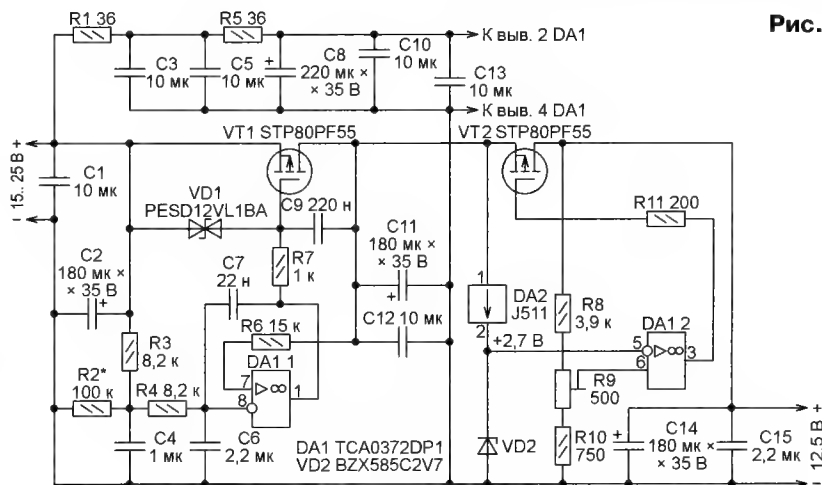 Рис.
R1 36
R5 36
C3
10 мк
C5
10 мк
C8
220 мк ×
× 35 В
+
C10
10 мк
C13
10 мк
К выв. 2 DA1
К выв. 4 DA1
VT1 STP80PF55
VT2 STP80PF55
15.. 25 В
+
−
C1
10 мк
VD1
PESD12VL1BA
C9 220 н
R11 200
C2
180 мк ×
× 35 В
+
C7
22 н
R7
1 к
C11
180 мк ×
× 35 В
+
C12 10 мк
1
DA2
J511
2
+2,7 В
R8
3,9 к
R3
8,2 к
R6 15 к
DA1 1
7
8
1
▷∞
DA1 2
5
6
3
▷∞
R2*
100 к
R4 8,2 к
R9
500
C4
1 мк
C6
2,2 мк
DA1 TCA0372DP1
VD2 BZX585C2V7
VD2
R10
750
C14
180 мк ×
× 35 В
+
C15
2,2 мк
+
12,5 В
−